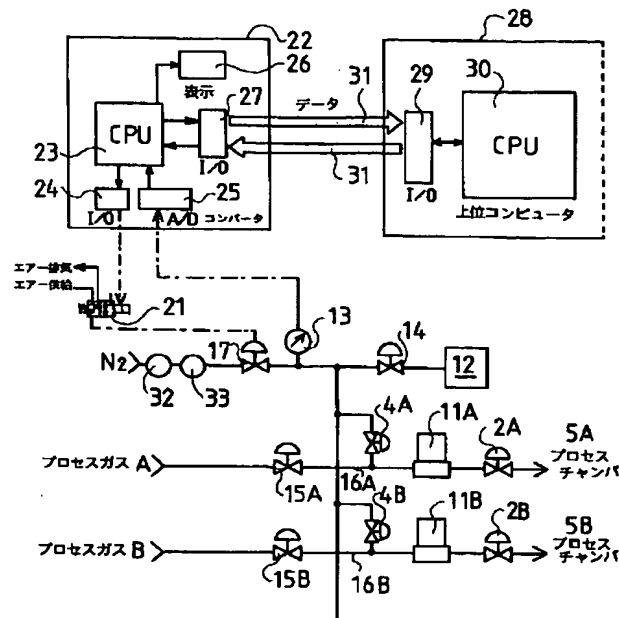 22
28
26
表示
27
データ
31
29
30
CPU
23
I/O
31
CPU
24
I/O
25
A/D コンバータ
I/O
上位コンピュータ
エアー排気
エアー供給
21
13
17
14
N2
32
33
12
4A
11A
2A
5A
プロセス
チャンバ
プロセスガス A
15A
16A
4B
11B
2B
5B
プロセス
チャンバ
プロセスガス B
15B
16B